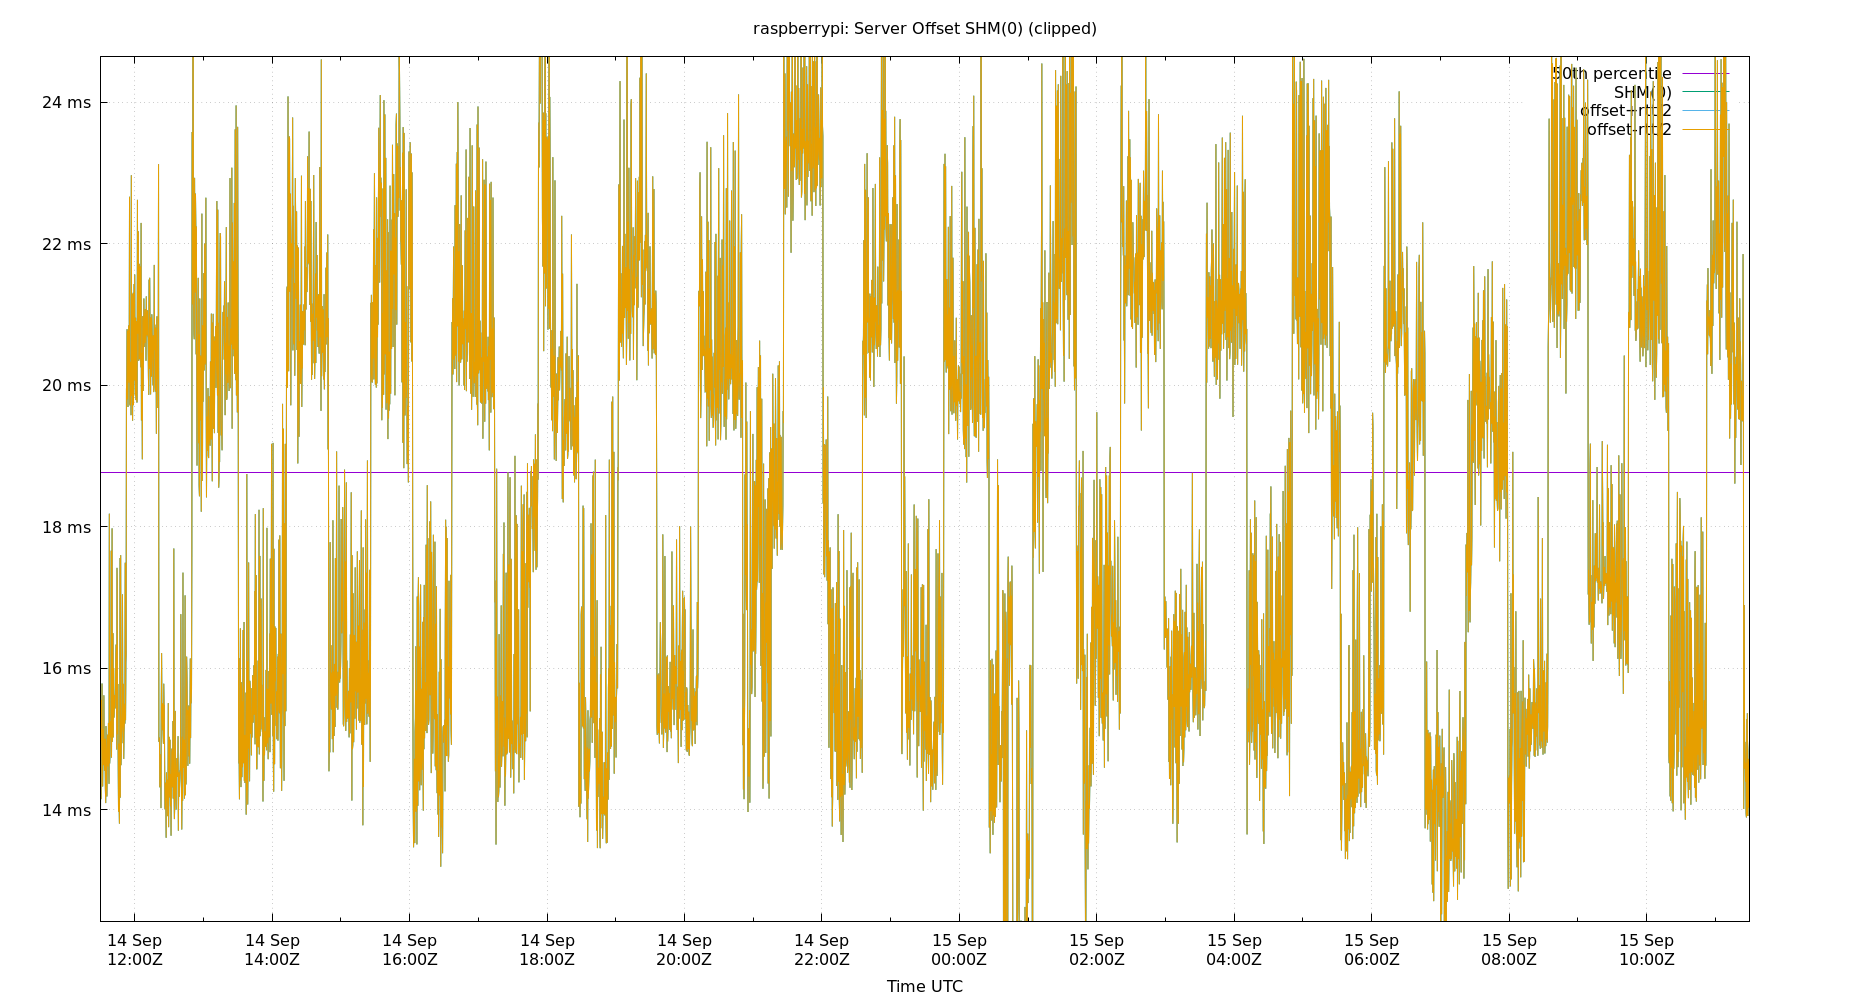 raspberrypi: Server Offset SHM(0) (clipped)
50th percentile
SHM(0)
offset+rtt/2
offset-rtt/2
24 ms
22 ms
20 ms
18 ms
16 ms
14 ms
14 Sep 14 Sep 14 Sep 14 Sep 14 Sep 14 Sep 15 Sep 15 Sep 15 Sep 15 Sep 15 Sep 15 Sep
12:00Z 14:00Z 16:00Z 18:00Z 20:00Z 22:00Z 00:00Z 02:00Z 04:00Z 06:00Z 08:00Z 10:00Z
Time UTC